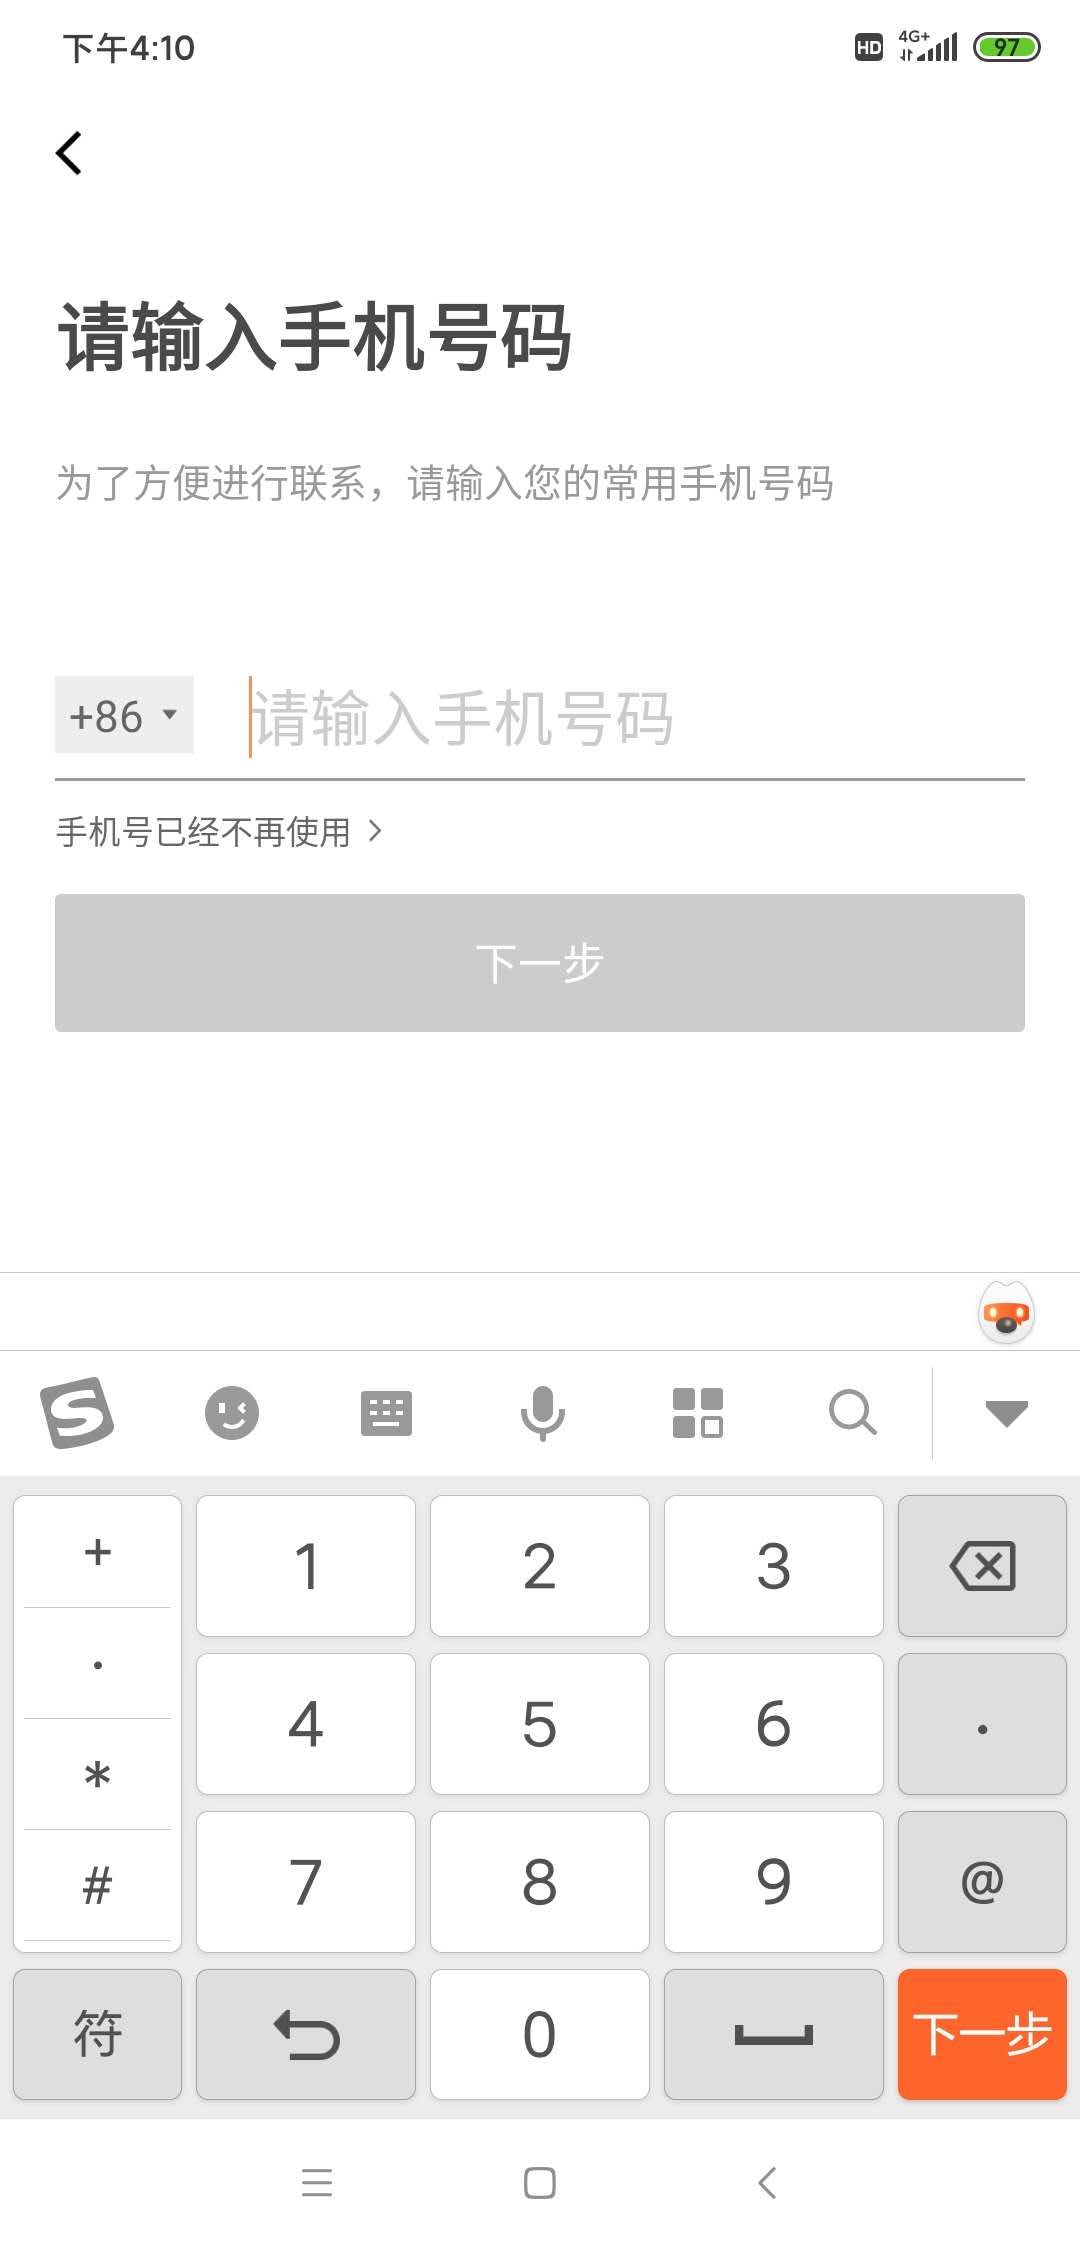 下午4:10
HD 4G+ 97
请输入手机号码
为了方便进行联系，请输入您的常用手机号码
+86 请输入手机号码
手机号已经不再使用
下一步
+ 1 2 3
· 4 5 6 .
* 7 8 9 @
#
符 0 下一步